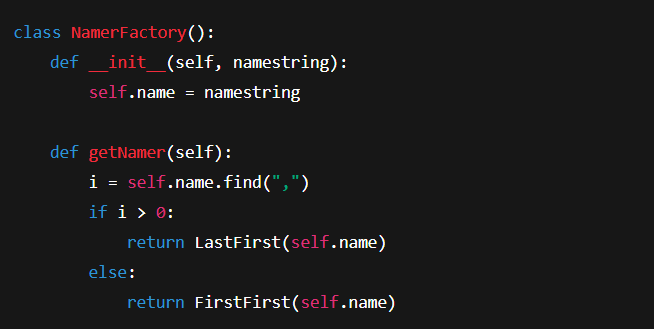 class NamerFactory():
    def __init__(self, namestring):
        self.name = namestring

    def getNamer(self):
        i = self.name.find(",")
        if i > 0:
            return LastFirst(self.name)
        else:
            return FirstFirst(self.name)